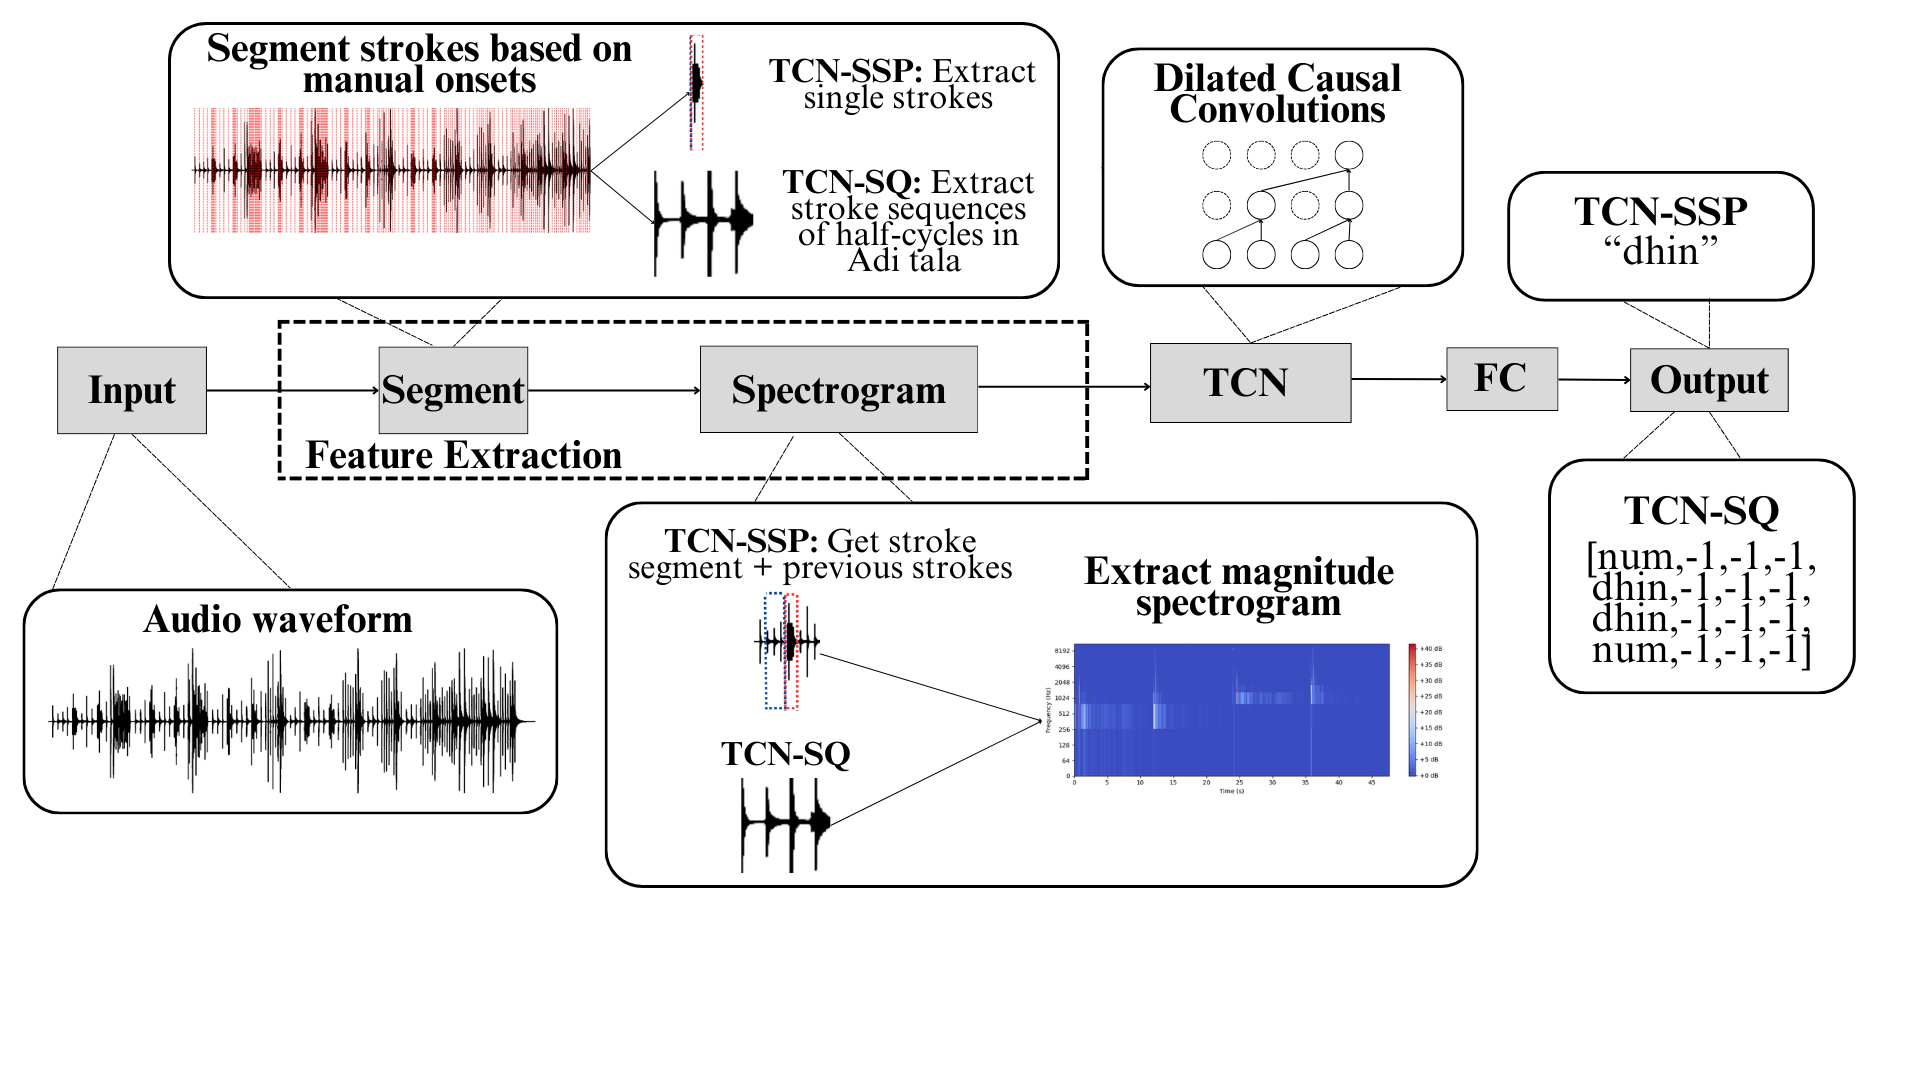 Segment strokes based on
manual onsets
TCN-SSP: Extract
single strokes
TCN-SQ: Extract
stroke sequences
of half-cycles in
Adi tala
Dilated Causal
Convolutions
TCN-SSP
“dhin”
Input
Segment
Spectrogram
TCN
FC
Output
Feature Extraction
Audio waveform
TCN-SSP: Get stroke
segment + previous strokes
TCN-SQ
Extract magnitude
spectrogram
8192
4096
2048
1024
512
256
128
64
0
Frequency (Hz)
0 5 10 15 20 25 30 35 40 45
Time (s)
+40 dB
+35 dB
+30 dB
+25 dB
+20 dB
+15 dB
+10 dB
+5 dB
+0 dB
TCN-SQ
[num,-1,-1,-1,
dhin,-1,-1,-1,
dhin,-1,-1,-1,
num,-1,-1,-1]